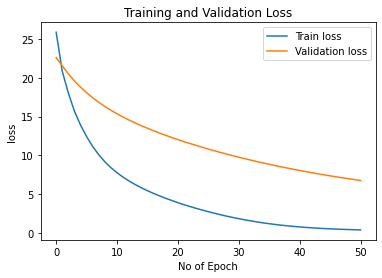 Training and Validation Loss
Train loss
Validation loss
25
20
15
10
5
0
loss
0 10 20 30 40 50
No of Epoch